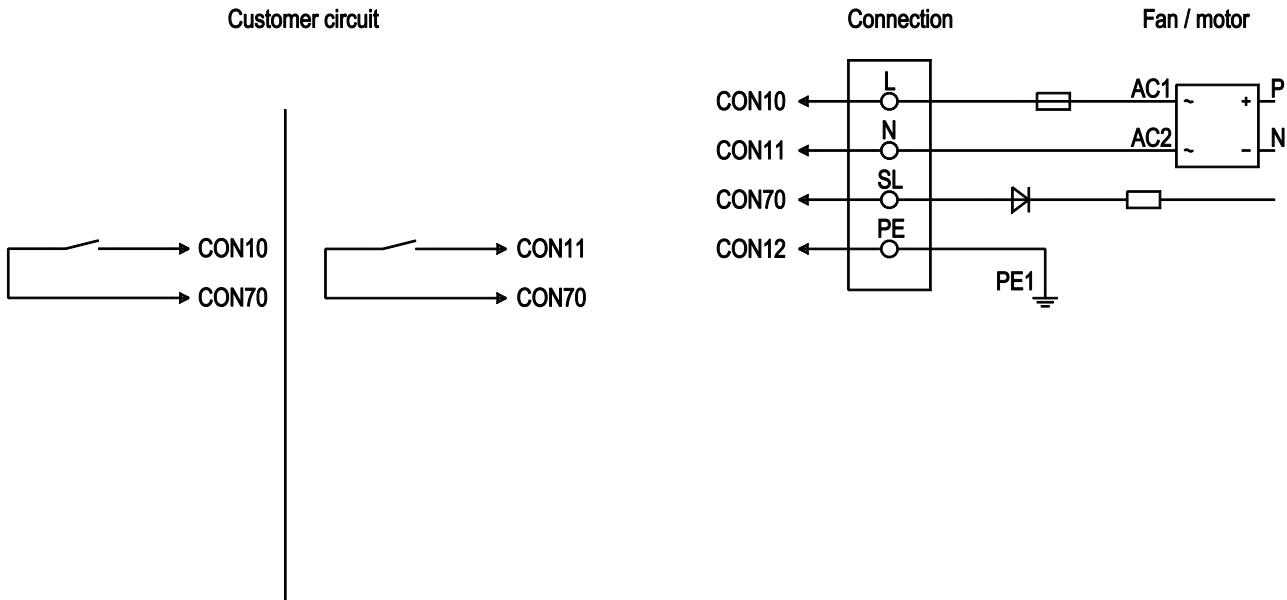 Customer circuit
Connection
Fan / motor
CON10
CON70
CON11
CON70
CON10
L
AC1
~
+
P
CON11
N
AC2
~
–
N
CON70
SL
CON12
PE
PE1